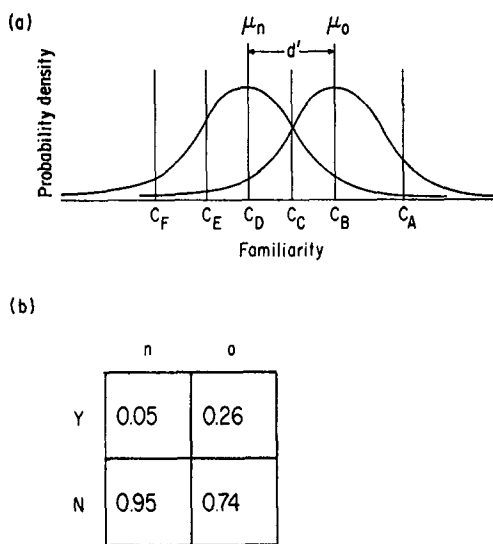 (a)
μn μo
d'
Probability density
CF CE CD CC CB CA
Familiarity
(b)
n o
Y 0.05 0.26
N 0.95 0.74